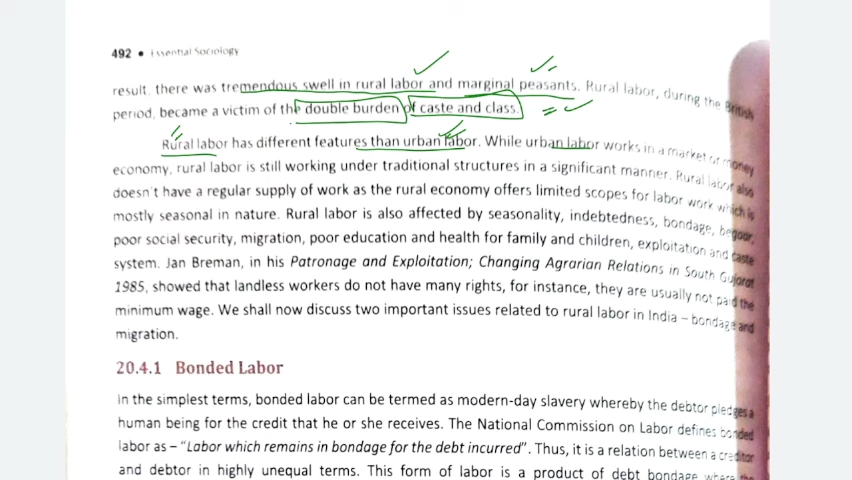 492 • Essential Sociology
result, there was tremendous swell in rural labor and marginal peasants. Rural labor, during the British
period, became a victim of the double burden of caste and class.
Rural labor has different features than urban labor. While urban labor works in a market or money
economy, rural labor is still working under traditional structures in a significant manner. Rural labor also
doesn't have a regular supply of work as the rural economy offers limited scopes for labor work which is
mostly seasonal in nature. Rural labor is also affected by seasonality, indebtedness, bondage, begaar,
poor social security, migration, poor education and health for family and children, exploitation and caste
system. Jan Breman, in his Patronage and Exploitation; Changing Agrarian Relations in South Gujarat
1985, showed that landless workers do not have many rights, for instance, they are usually not paid the
minimum wage. We shall now discuss two important issues related to rural labor in India – bondage and
migration.
20.4.1 Bonded Labor
In the simplest terms, bonded labor can be termed as modern-day slavery whereby the debtor pledges a
human being for the credit that he or she receives. The National Commission on Labor defines bonded
labor as – "Labor which remains in bondage for the debt incurred". Thus, it is a relation between a creditor
and debtor in highly unequal terms. This form of labor is a product of debt bondage where the